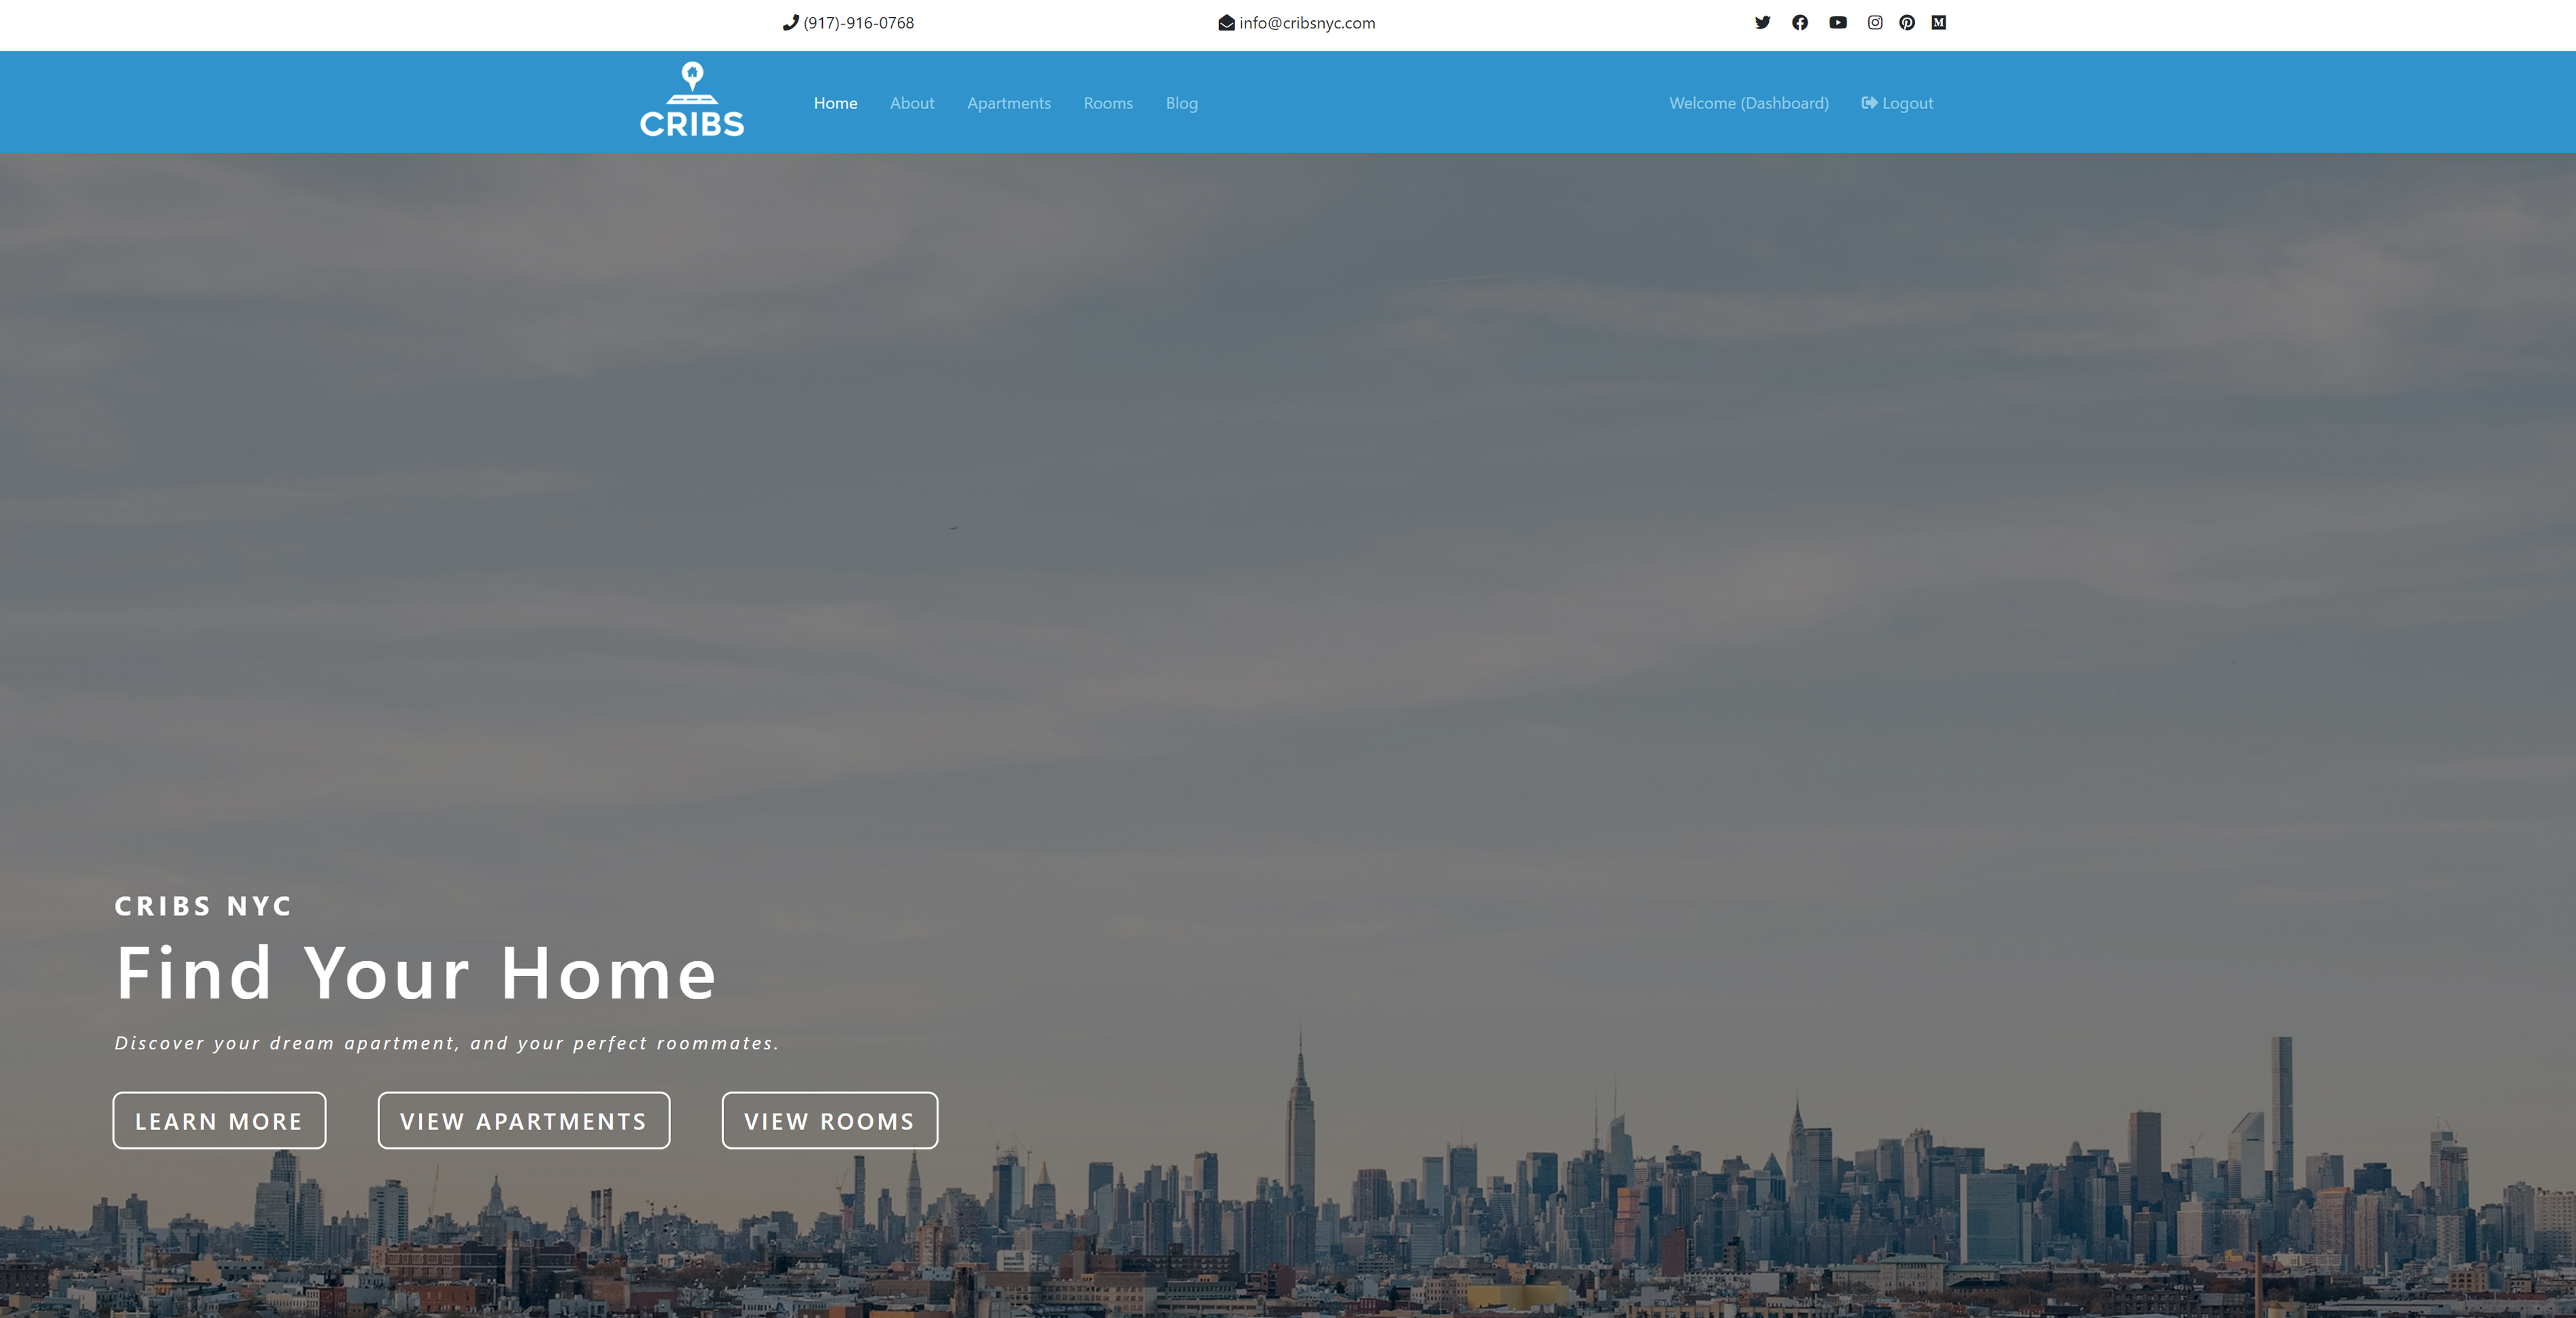 (917)-916-0768
info@cribsnyc.com
CRIBS
Home About Apartments Rooms Blog
Welcome (Dashboard) Logout
CRIBS NYC
Find Your Home
Discover your dream apartment, and your perfect roommates.
LEARN MORE VIEW APARTMENTS VIEW ROOMS